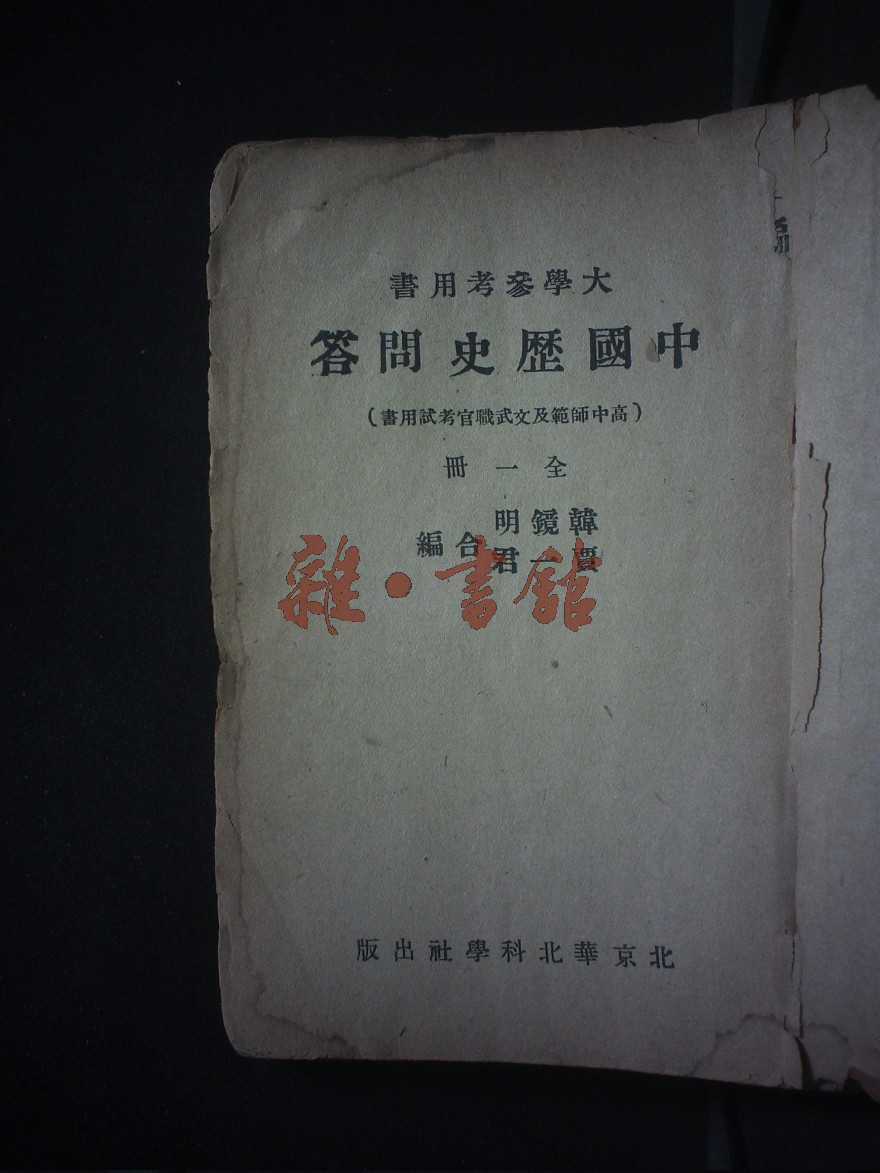 大學參考用書
中國歷史問答
（高中師範及文武職官考試用書）
全一冊
韓鏡明
一君
合編
雜·書館
北京華北科學社出版